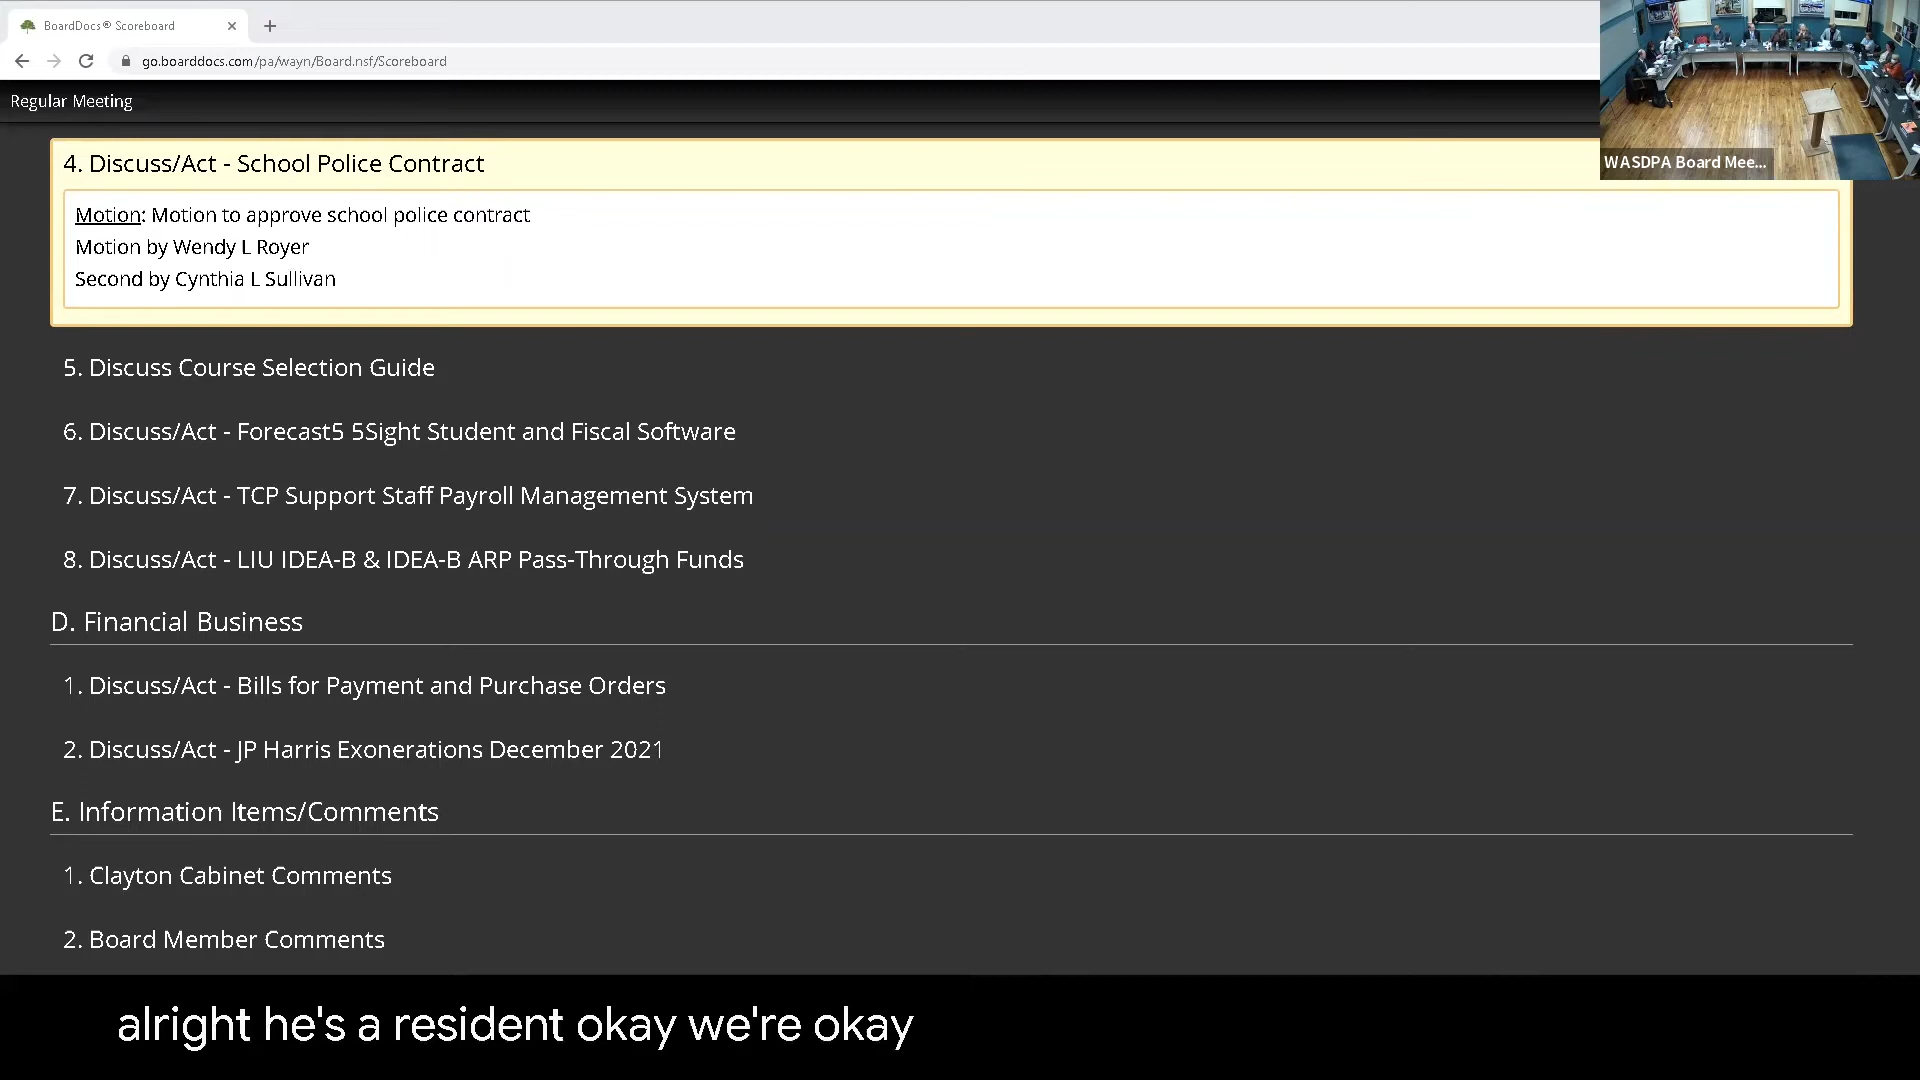 BoardDocs® Scoreboard
go.boarddocs.com/pa/wayn/Board.nsf/Scoreboard
Regular Meeting
WASDPA Board Mee...
4. Discuss/Act - School Police Contract
Motion: Motion to approve school police contract
Motion by Wendy L Royer
Second by Cynthia L Sullivan
5. Discuss Course Selection Guide
6. Discuss/Act - Forecast5 5Sight Student and Fiscal Software
7. Discuss/Act - TCP Support Staff Payroll Management System
8. Discuss/Act - LIU IDEA-B & IDEA-B ARP Pass-Through Funds
D. Financial Business
1. Discuss/Act - Bills for Payment and Purchase Orders
2. Discuss/Act - JP Harris Exonerations December 2021
E. Information Items/Comments
1. Clayton Cabinet Comments
2. Board Member Comments
alright he's a resident okay we're okay